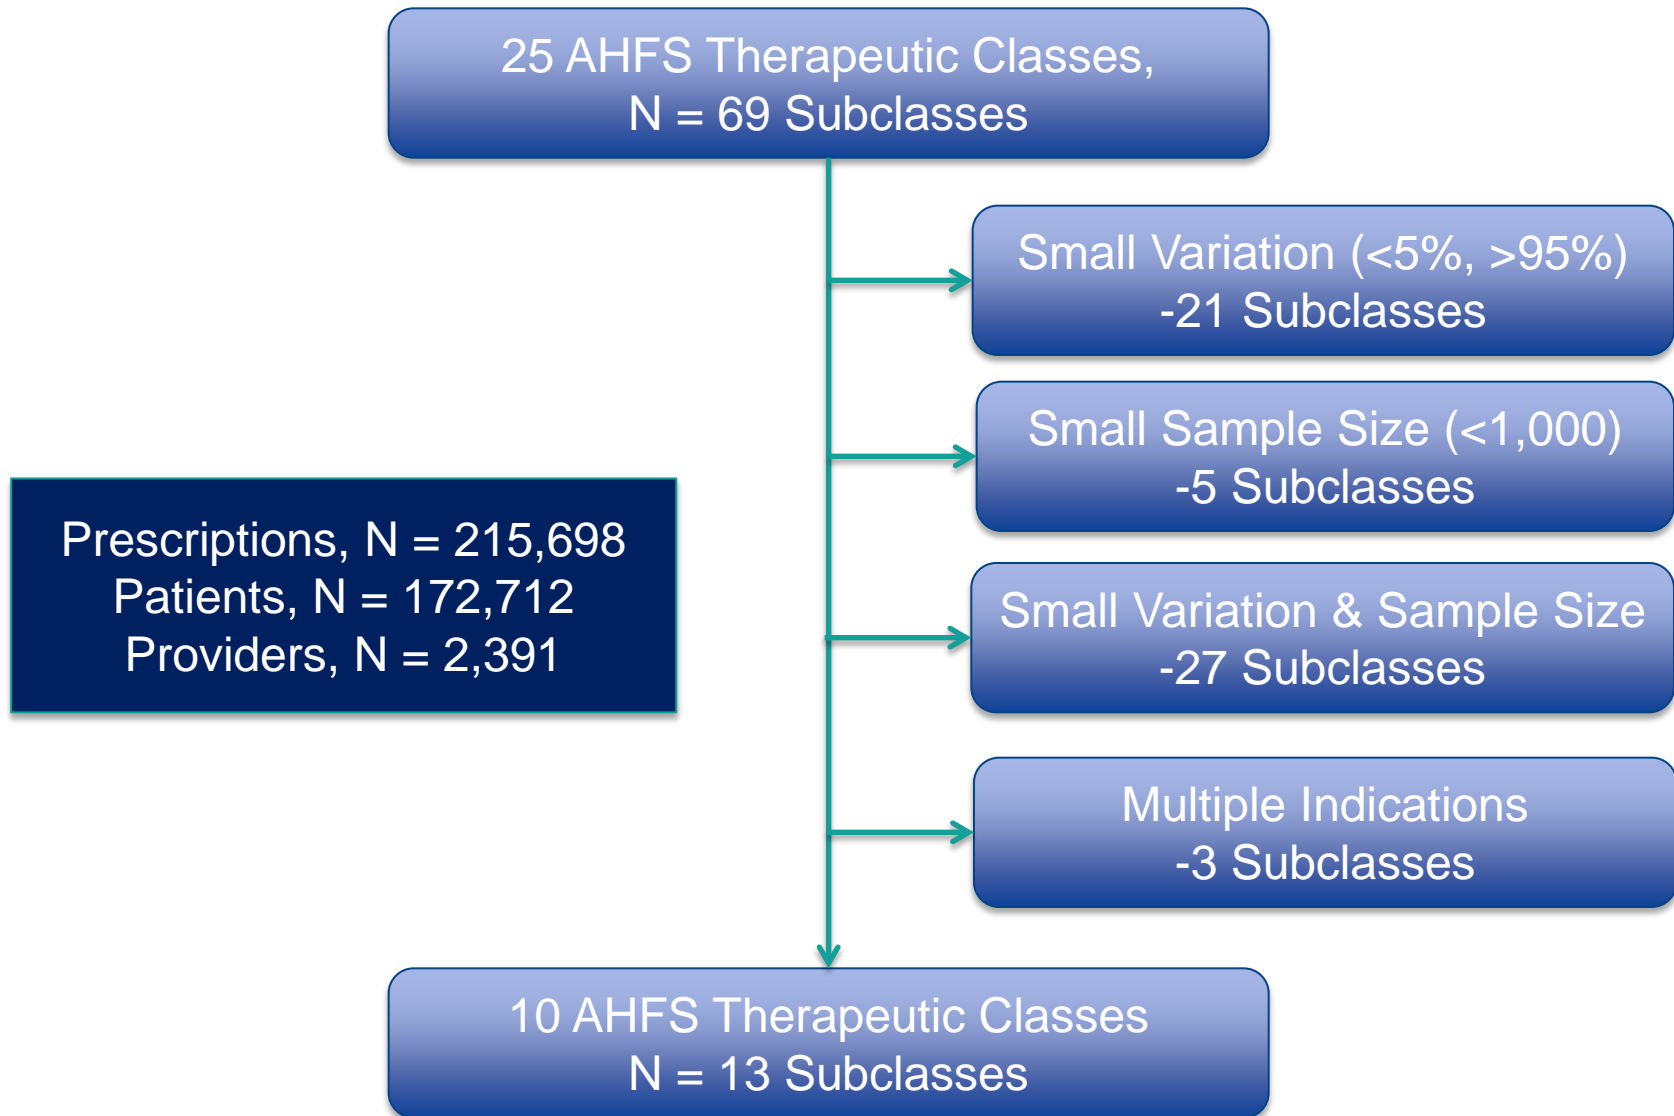 25 AHFS Therapeutic Classes,
N = 69 Subclasses
Small Variation (<5%, >95%)
-21 Subclasses
Small Sample Size (<1,000)
-5 Subclasses
Prescriptions, N = 215,698
Patients, N = 172,712
Providers, N = 2,391
Small Variation & Sample Size
-27 Subclasses
Multiple Indications
-3 Subclasses
10 AHFS Therapeutic Classes
N = 13 Subclasses